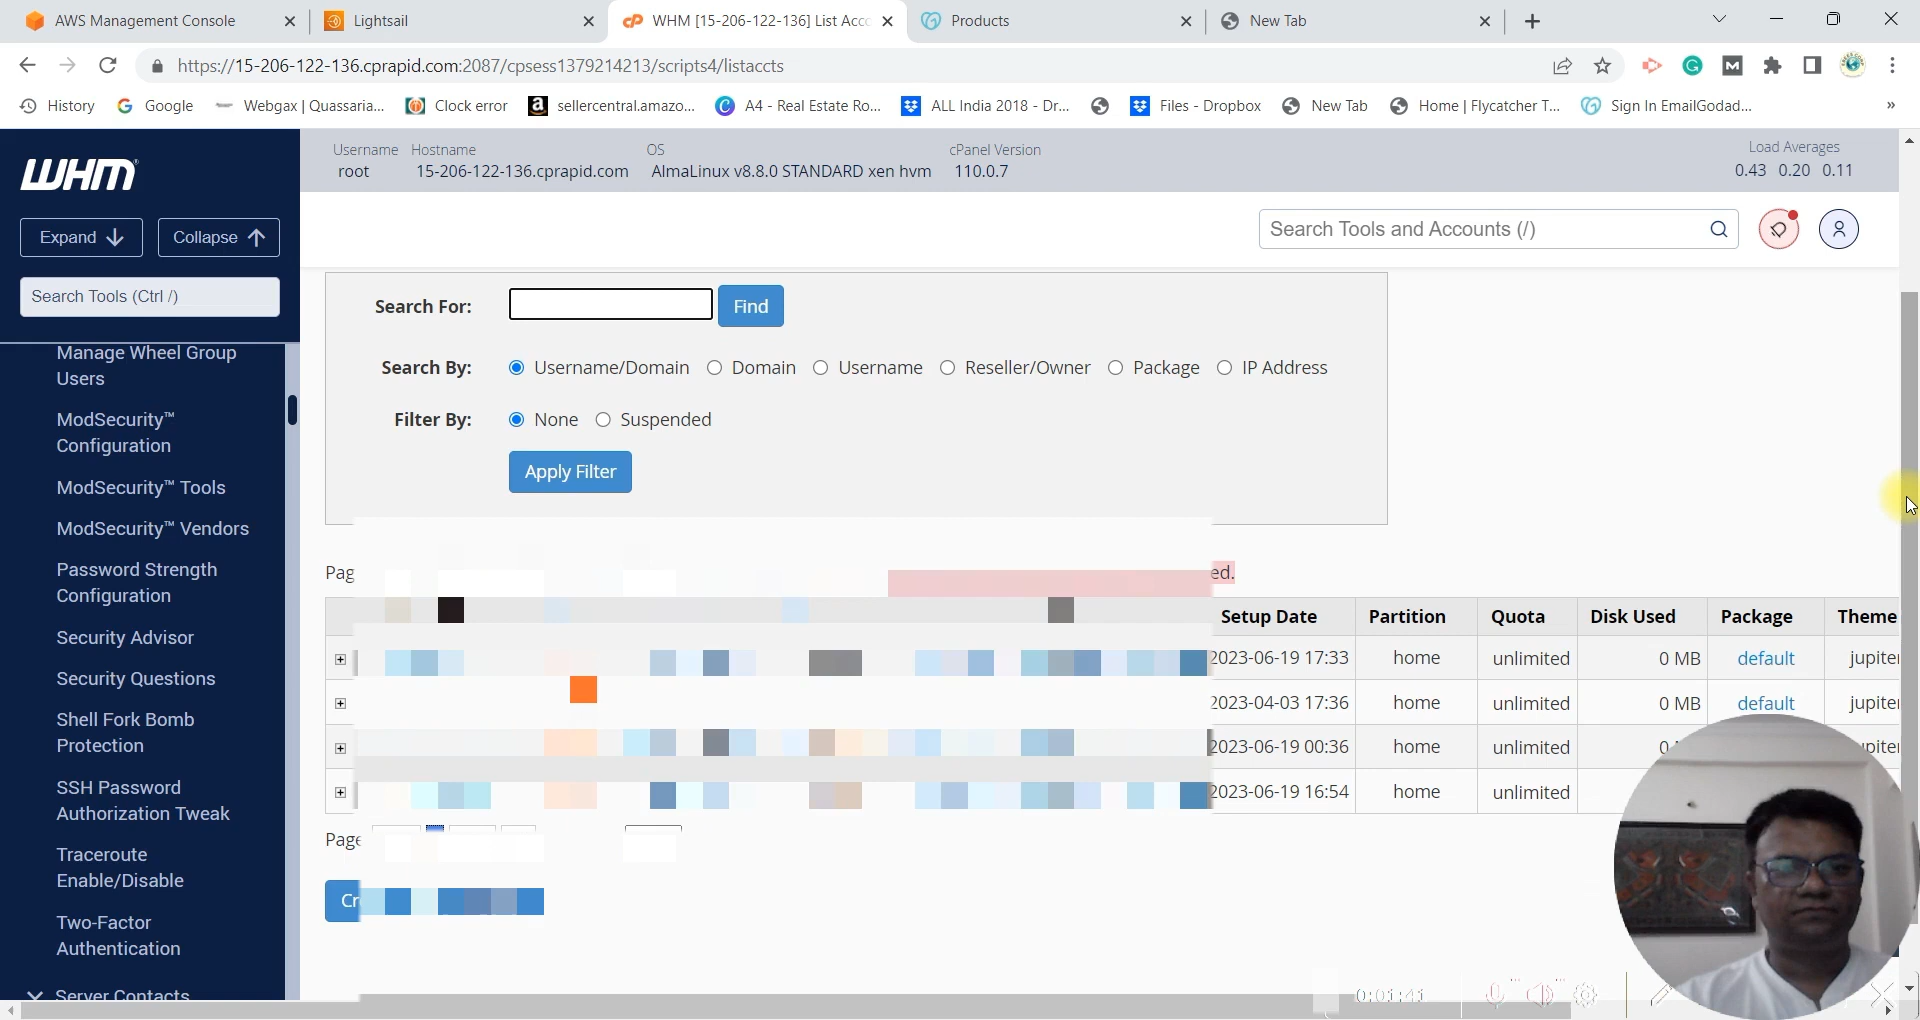 AWS Management Console
Lightsail
WHM [15-206-122-136] List Acc
Products
New Tab
https://15-206-122-136.cprapid.com:2087/cpsess1379214213/scripts4/listaccts
History
Google
Webgax | Quassaria...
Clock error
sellercentral.amazo...
A4 - Real Estate Ro...
ALL India 2018 - Dr...
Files - Dropbox
New Tab
Home | Flycatcher T...
Sign In EmailGodad...
»
WHM
Username Hostname OS cPanel Version Load Averages
root 15-206-122-136.cprapid.com AlmaLinux v8.8.0 STANDARD xen hvm 110.0.7 0.43 0.20 0.11
Expand
Collapse
Search Tools and Accounts (/)
Search Tools (Ctrl /)
Manage Wheel Group
Users
ModSecurity™
Configuration
ModSecurity™ Tools
ModSecurity™ Vendors
Password Strength
Configuration
Security Advisor
Security Questions
Shell Fork Bomb
Protection
SSH Password
Authorization Tweak
Traceroute
Enable/Disable
Two-Factor
Authentication
Server Contacts
Search For: Find
Search By: Username/Domain Domain Username Reseller/Owner Package IP Address
Filter By: None Suspended
Apply Filter
Pag ed.
Setup Date Partition Quota Disk Used Package Theme
2023-06-19 17:33 home unlimited 0 MB default jupiter
2023-04-03 17:36 home unlimited 0 MB default jupiter
2023-06-19 00:36 home unlimited
2023-06-19 16:54 home unlimited
Page
Cr
0:01:41